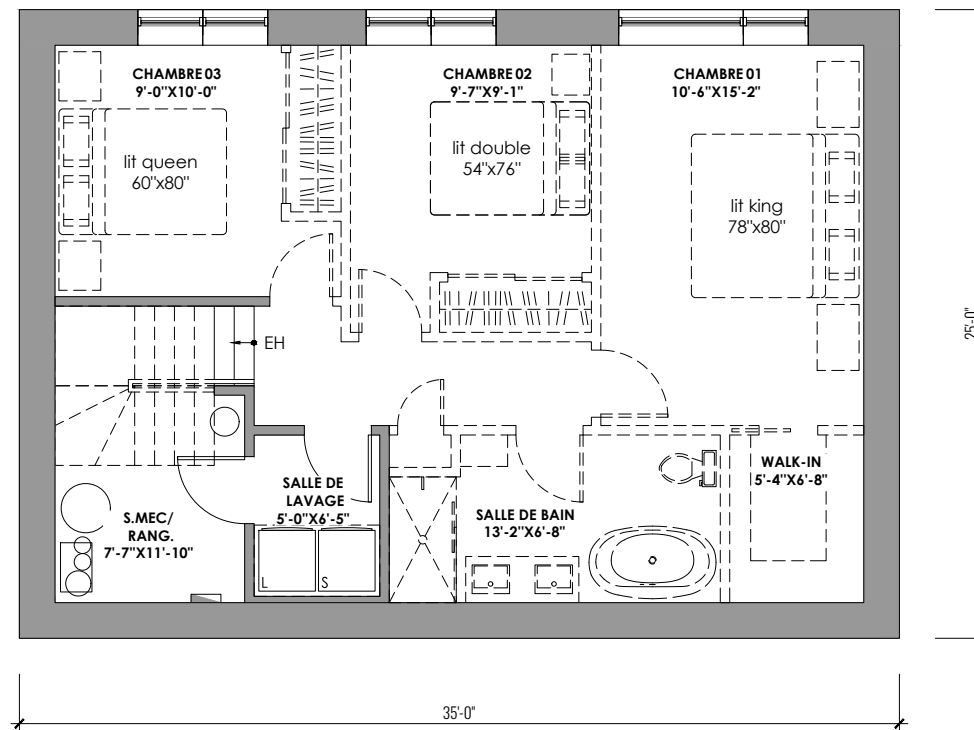 CHAMBRE 03
9'-0"X10'-0"
CHAMBRE 02
9'-7"X9'-1"
CHAMBRE 01
10'-6"X15'-2"
lit queen
60"x80"
lit double
54"x76"
lit king
78"x80"
EH
25'-0"
WALK-IN
5'-4"X6'-8"
SALLE DE
LAVAGE
5'-0"X6'-5"
S.MEC/
RANG.
7'-7"X11'-10"
SALLE DE BAIN
13'-2"X6'-8"
L
S
35'-0"